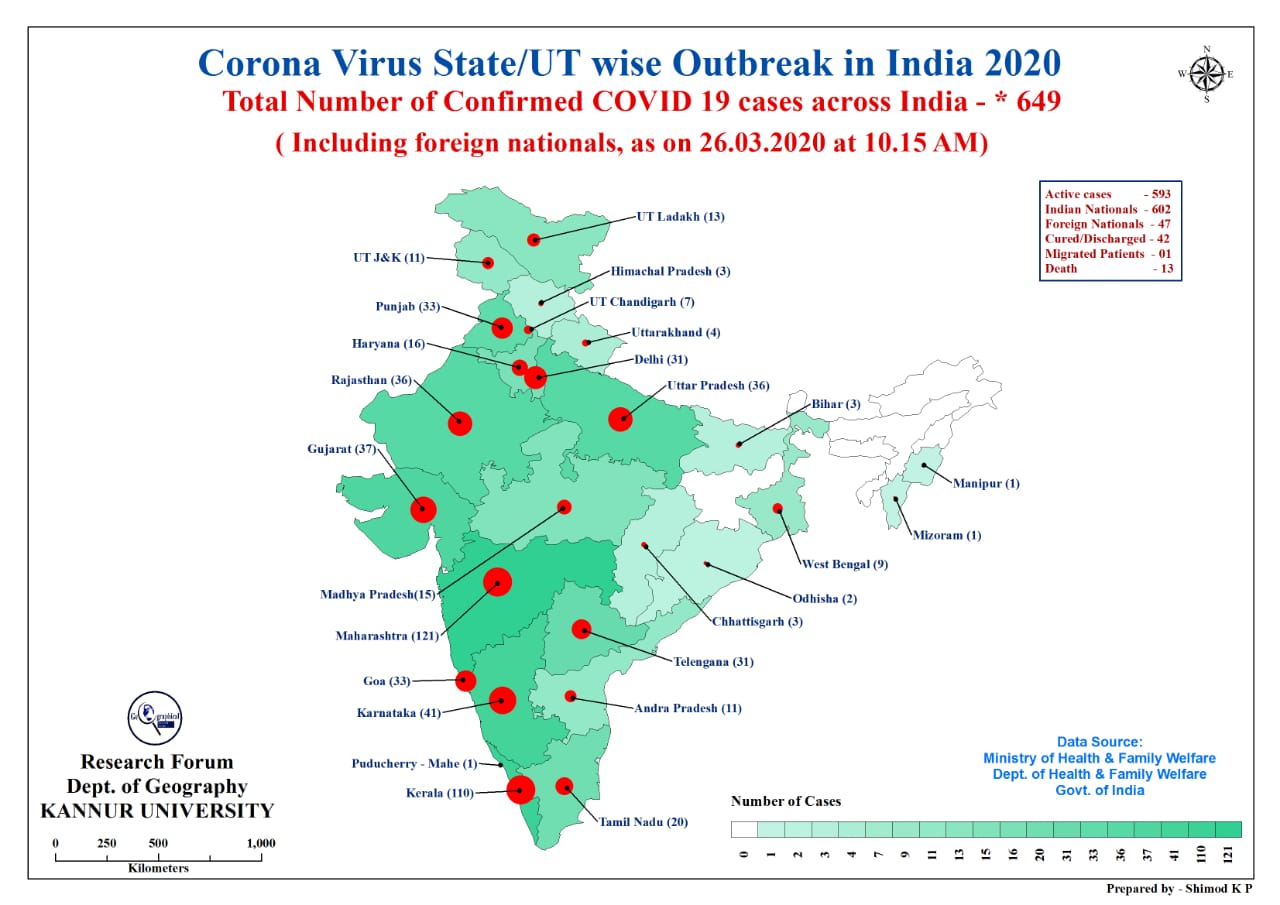 Corona Virus State/UT wise Outbreak in India 2020
Total Number of Confirmed COVID 19 cases across India - * 649
( Including foreign nationals, as on 26.03.2020 at 10.15 AM)
N
W E
S
Active cases - 593
Indian Nationals - 602
Foreign Nationals - 47
Cured/Discharged - 42
Migrated Patients - 01
Death - 13
UT Ladakh (13)
UT J&K (11)
Himachal Pradesh (3)
UT Chandigarh (7)
Punjab (33)
Uttarakhand (4)
Haryana (16)
Delhi (31)
Rajasthan (36)
Uttar Pradesh (36)
Bihar (3)
Gujarat (37)
Manipur (1)
Mizoram (1)
West Bengal (9)
Madhya Pradesh(15)
Odhisha (2)
Chhattisgarh (3)
Maharashtra (121)
Telengana (31)
Goa (33)
Andra Pradesh (11)
Karnataka (41)
Puducherry - Mahe (1)
Kerala (110)
Tamil Nadu (20)
Research Forum
Dept. of Geography
KANNUR UNIVERSITY
0 250 500 1,000
Kilometers
Data Source:
Ministry of Health & Family Welfare
Dept. of Health & Family Welfare
Govt. of India
Number of Cases
0 1 2 3 4 7 9 11 13 15 16 20 31 33 36 37 41 110 121
Prepared by - Shimod K P